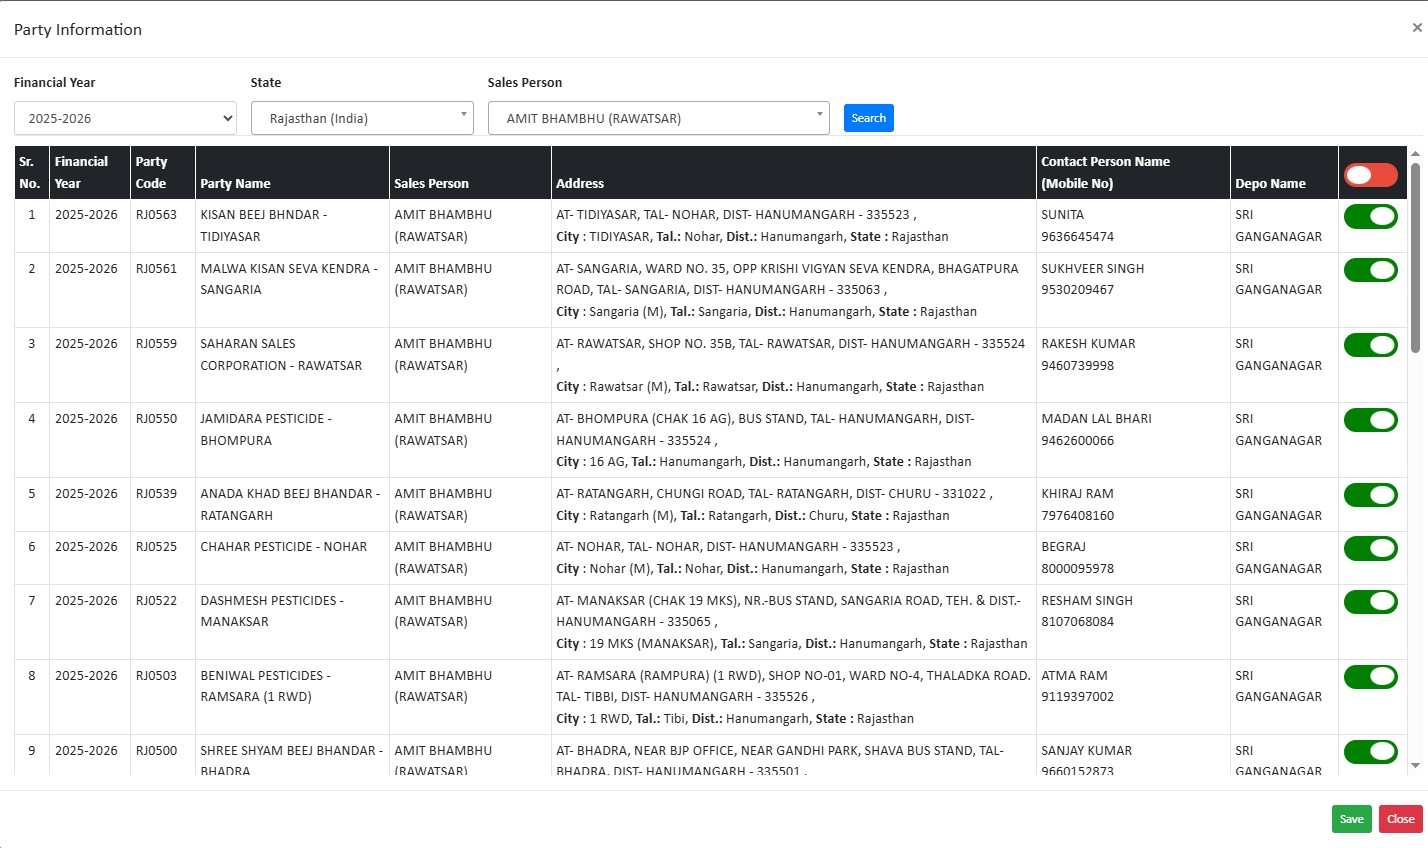 Party Information
×
Financial Year
State
Sales Person
2025-2026
Rajasthan (India)
AMIT BHAMBHU (RAWATSAR)
Search
Sr. No.
Financial Year
Party Code
Party Name
Sales Person
Address
Contact Person Name (Mobile No)
Depo Name
1
2025-2026
RJ0563
KISAN BEEJ BHNDAR -
TIDIYASAR
AMIT BHAMBHU
(RAWATSAR)
AT- TIDIYASAR, TAL- NOHAR, DIST- HANUMANGARH - 335523 ,
City : TIDIYASAR, Tal.: Nohar, Dist.: Hanumangarh, State : Rajasthan
SUNITA
9636645474
SRI
GANGANAGAR
2
2025-2026
RJ0561
MALWA KISAN SEVA KENDRA -
SANGARIA
AMIT BHAMBHU
(RAWATSAR)
AT- SANGARIA, WARD NO. 35, OPP KRISHI VIGYAN SEVA KENDRA, BHAGATPURA
ROAD, TAL- SANGARIA, DIST- HANUMANGARH - 335063 ,
City : Sangaria (M), Tal.: Sangaria, Dist.: Hanumangarh, State : Rajasthan
SUKHVEER SINGH
9530209467
SRI
GANGANAGAR
3
2025-2026
RJ0559
SAHARAN SALES
CORPORATION - RAWATSAR
AMIT BHAMBHU
(RAWATSAR)
AT- RAWATSAR, SHOP NO. 35B, TAL- RAWATSAR, DIST- HANUMANGARH - 335524
,
City : Rawatsar (M), Tal.: Rawatsar, Dist.: Hanumangarh, State : Rajasthan
RAKESH KUMAR
9460739998
SRI
GANGANAGAR
4
2025-2026
RJ0550
JAMIDARA PESTICIDE -
BHOMPURA
AMIT BHAMBHU
(RAWATSAR)
AT- BHOMPURA (CHAK 16 AG), BUS STAND, TAL- HANUMANGARH, DIST-
HANUMANGARH - 335524 ,
City : 16 AG, Tal.: Hanumangarh, Dist.: Hanumangarh, State : Rajasthan
MADAN LAL BHARI
9462600066
SRI
GANGANAGAR
5
2025-2026
RJ0539
ANADA KHAD BEEJ BHANDAR -
RATANGARH
AMIT BHAMBHU
(RAWATSAR)
AT- RATANGARH, CHUNGI ROAD, TAL- RATANGARH, DIST- CHURU - 331022 ,
City : Ratangarh (M), Tal.: Ratangarh, Dist.: Churu, State : Rajasthan
KHIRAJ RAM
7976408160
SRI
GANGANAGAR
6
2025-2026
RJ0525
CHAHAR PESTICIDE - NOHAR
AMIT BHAMBHU
(RAWATSAR)
AT- NOHAR, TAL- NOHAR, DIST- HANUMANGARH - 335523 ,
City : Nohar (M), Tal.: Nohar, Dist.: Hanumangarh, State : Rajasthan
BEGRAJ
8000095978
SRI
GANGANAGAR
7
2025-2026
RJ0522
DASHMESH PESTICIDES -
MANAKSAR
AMIT BHAMBHU
(RAWATSAR)
AT- MANAKSAR (CHAK 19 MKS), NR.-BUS STAND, SANGARIA ROAD, TEH. & DIST.-
HANUMANGARH - 335065 ,
City : 19 MKS (MANAKSAR), Tal.: Sangaria, Dist.: Hanumangarh, State : Rajasthan
RESHAM SINGH
8107068084
SRI
GANGANAGAR
8
2025-2026
RJ0503
BENIWAL PESTICIDES -
RAMSARA (1 RWD)
AMIT BHAMBHU
(RAWATSAR)
AT- RAMSARA (RAMPURA) (1 RWD), SHOP NO-01, WARD NO-4, THALADKA ROAD.
TAL- TIBBI, DIST- HANUMANGARH - 335526 ,
City : 1 RWD, Tal.: Tibi, Dist.: Hanumangarh, State : Rajasthan
ATMA RAM
9119397002
SRI
GANGANAGAR
9
2025-2026
RJ0500
SHREE SHYAM BEEJ BHANDAR -
BHADRA
AMIT BHAMBHU
(RAWATSAR)
AT- BHADRA, NEAR BJP OFFICE, NEAR GANDHI PARK, SHAVA BUS STAND, TAL-
BHADRA, DIST- HANUMANGARH - 335501 ,
SANJAY KUMAR
9660152873
SRI
GANGANAGAR
Save
Close